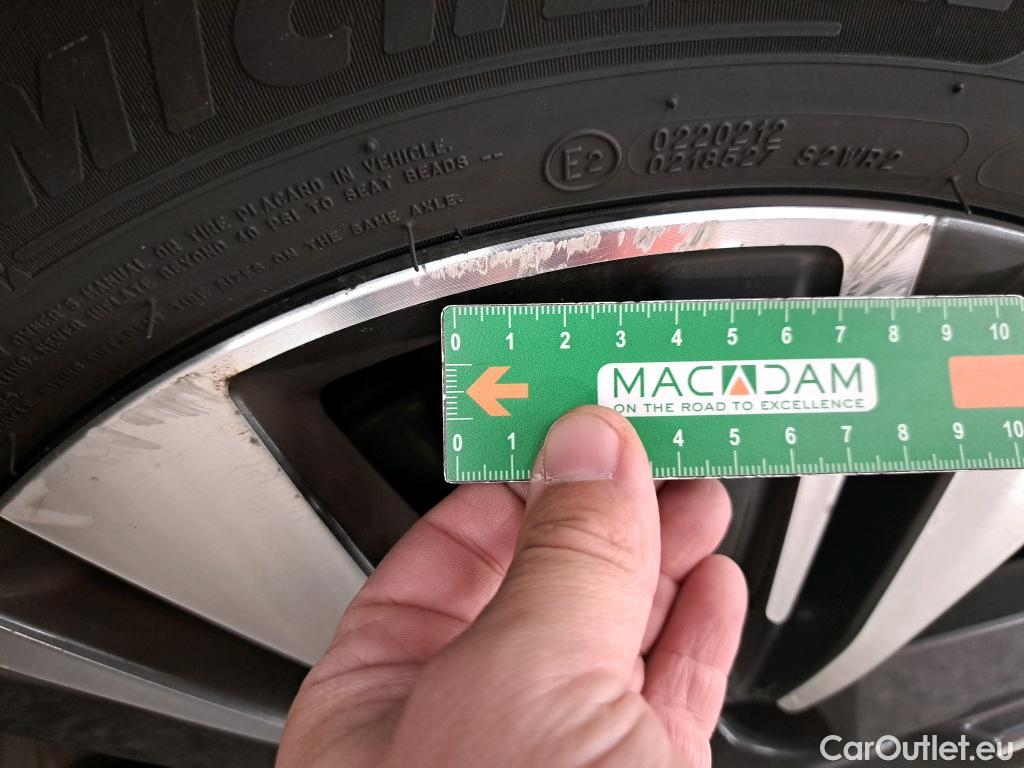 MICHELIN
OWNER'S MANUAL OR TIRE PLACARD IN VEHICLE.
NEVER INFLATE BEYOND 40 PSI TO SEAT BEADS --
TIRE SIZES ON THE SAME AXLE.
E2
0220212
0218527 S2WR2
0 1 2 3 4 5 6 7 8 9 10
MACADAM
ON THE ROAD TO EXCELLENCE
0 1 4 5 6 7 8 9 10
CarOutlet.eu